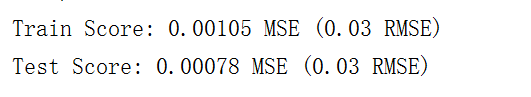 Train Score: 0.00105 MSE (0.03 RMSE)
Test Score: 0.00078 MSE (0.03 RMSE)